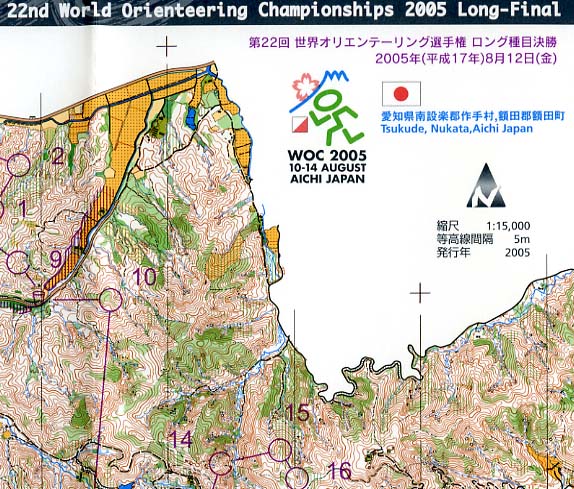 22nd World Orienteering Championships 2005 Long-Final
第22回 世界オリエンテーリング選手権 ロング種目決勝
2005年(平成17年)8月12日(金)
愛知県南設楽郡作手村,額田郡額田町
Tsukude, Nukata,Aichi Japan
WOC 2005
10-14 AUGUST
AICHI JAPAN
N
縮尺 1:15,000
等高線間隔 5m
発行年 2005
2
1
9
10
15
14
16